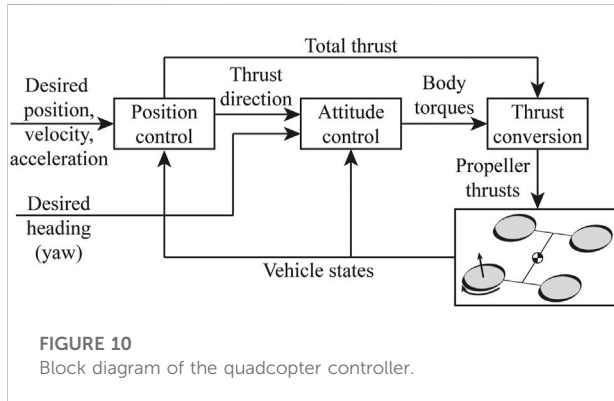 Total thrust
Desired
position,
velocity,
acceleration
Position
control
Thrust
direction
Attitude
control
Body
torques
Thrust
conversion
Propeller
thrusts
Desired
heading
(yaw)
Vehicle states
FIGURE 10
Block diagram of the quadcopter controller.